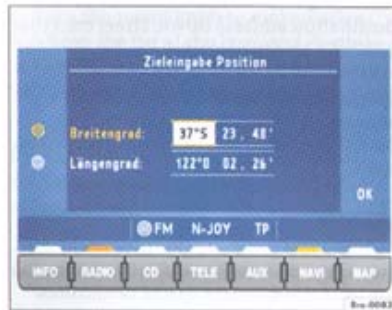 Zieleingabe Position
Breitengrad: 37°S 23, 48'
Längengrad: 122°O 02, 26'
OK
FM N-JOY TP
INFO RADIO CD TELE AUX NAVI MAP